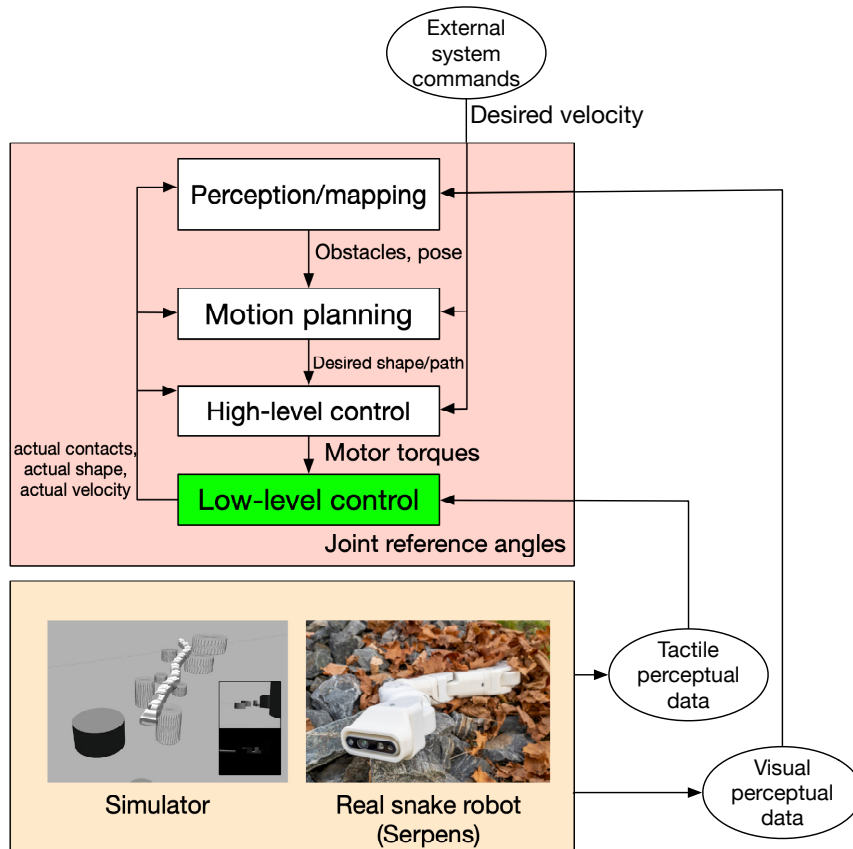 External
system
commands
Desired velocity
Perception/mapping
Obstacles, pose
Motion planning
Desired shape/path
High-level control
Motor torques
actual contacts,
actual shape,
actual velocity
Low-level control
Joint reference angles
Tactile
perceptual
data
Visual
perceptual
data
Simulator
Real snake robot
(Serpens)